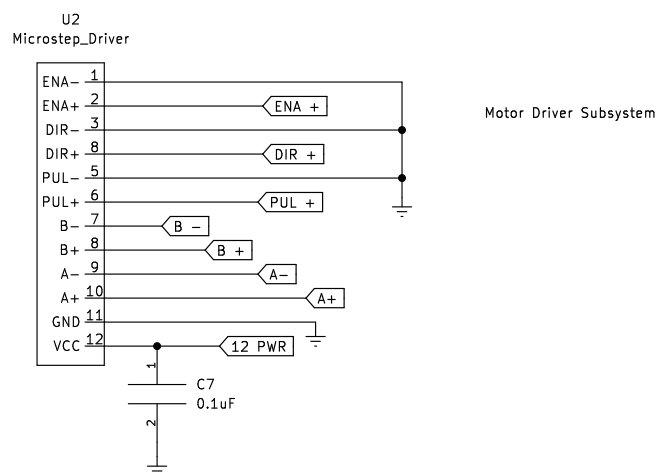 U2
Microstep_Driver
Motor Driver Subsystem
ENA- 1
ENA+ 2 ENA +
DIR- 3
DIR+ 8 DIR +
PUL- 5
PUL+ 6 PUL +
B- 7 B -
B+ 8 B +
A- 9 A-
A+ 10 A+
GND 11
VCC 12 12 PWR
1
C7
0.1uF
2